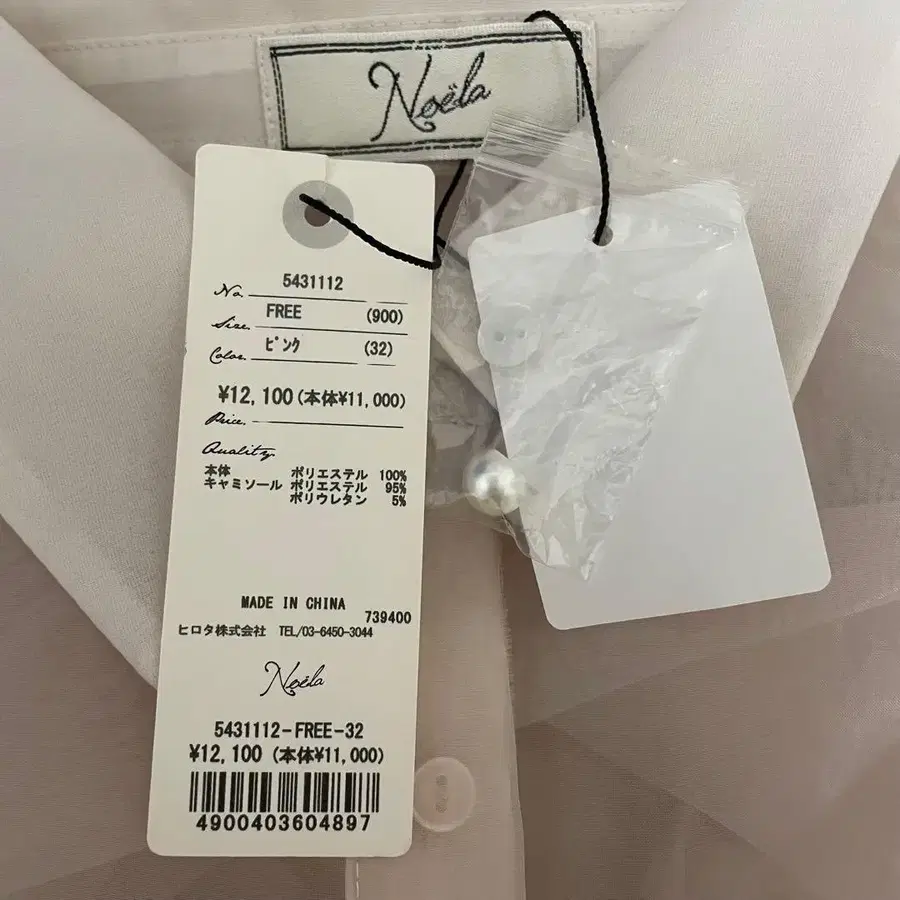 Noëla
No. 5431112
Size. FREE (900)
Color. ピンク (32)
¥12,100(本体¥11,000)
Price.
Quality.
本体 ポリエステル 100%
キャミソール ポリエステル 95%
ポリウレタン 5%
MADE IN CHINA
739400
ヒロタ株式会社 TEL/03-6450-3044
Noëla
5431112-FREE-32
¥12,100 (本体¥11,000)
4900403604897